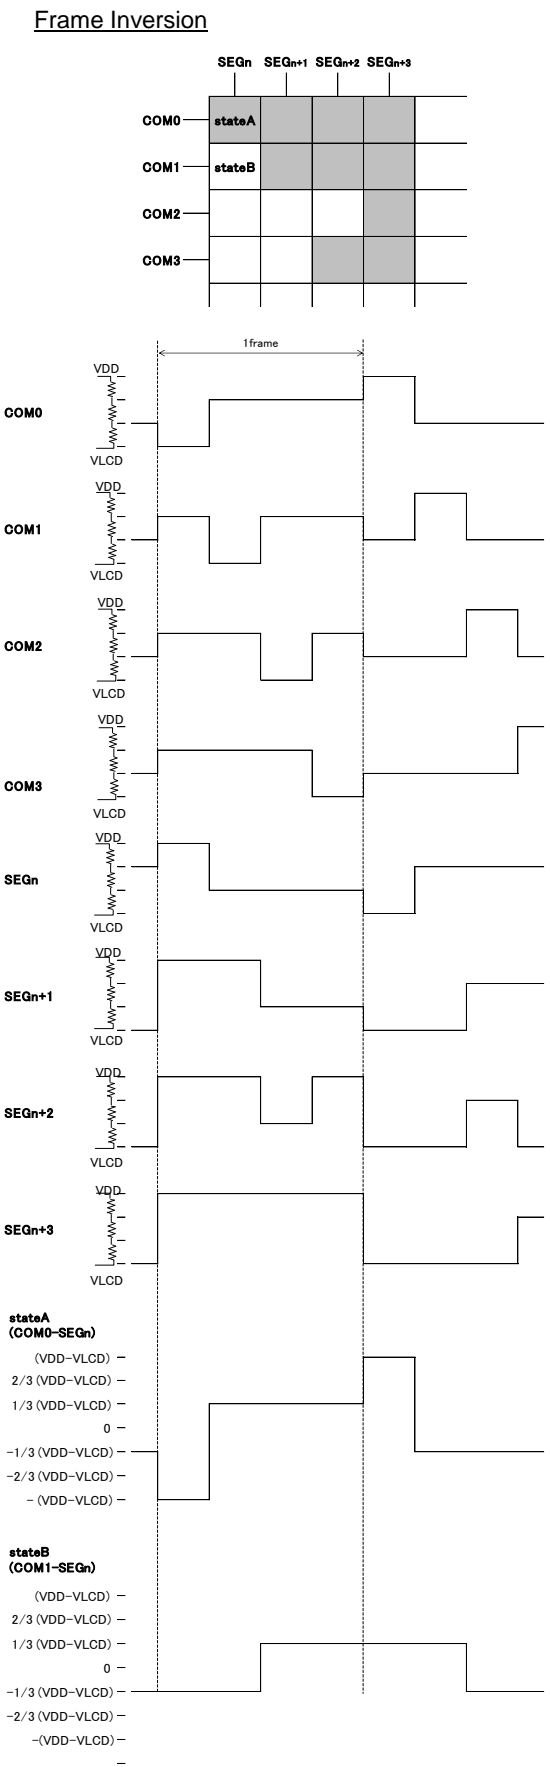 Frame Inversion
SEGn SEGn+1 SEGn+2 SEGn+3
COM0 stateA
COM1 stateB
COM2
COM3
1frame
VDD
COM0
VLCD
VDD
COM1
VLCD
VDD
COM2
VLCD
VDD
COM3
VLCD
VDD
SEGn
VLCD
VDD
SEGn+1
VLCD
VDD
SEGn+2
VLCD
VDD
SEGn+3
VLCD
stateA
(COM0-SEGn)
(VDD-VLCD)
2/3 (VDD-VLCD)
1/3 (VDD-VLCD)
0
-1/3 (VDD-VLCD)
-2/3 (VDD-VLCD)
- (VDD-VLCD)
stateB
(COM1-SEGn)
(VDD-VLCD)
2/3 (VDD-VLCD)
1/3 (VDD-VLCD)
0
-1/3 (VDD-VLCD)
-2/3 (VDD-VLCD)
-(VDD-VLCD)